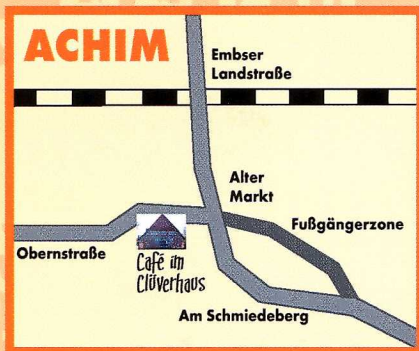 ACHIM
Embser
Landstraße
Alter
Markt
Fußgängerzone
Obernstraße
Café im
Clüverhaus
Am Schmiedeberg